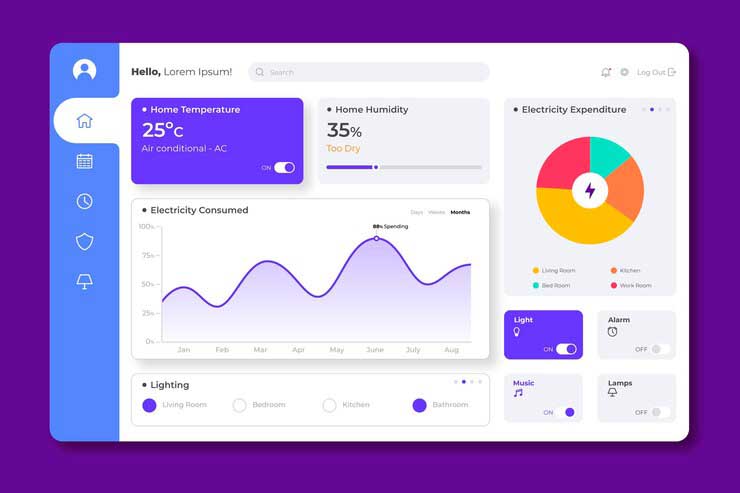 Hello, Lorem Ipsum!
Search
Log Out
Home Temperature
25°C
Air conditional - AC
ON
Home Humidity
35%
Too Dry
Electricity Expenditure
Living Room
Kitchen
Bed Room
Work Room
Electricity Consumed
Days Weeks Months
88% Spending
100%
75%
50%
25%
0%
Jan Feb Mar Apr May June July Aug
Light
ON
Alarm
OFF
Lighting
Living Room
Bedroom
Kitchen
Bathroom
Music
ON
Lamps
OFF